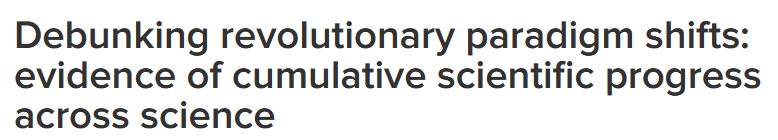 Debunking revolutionary paradigm shifts:
evidence of cumulative scientific progress
across science